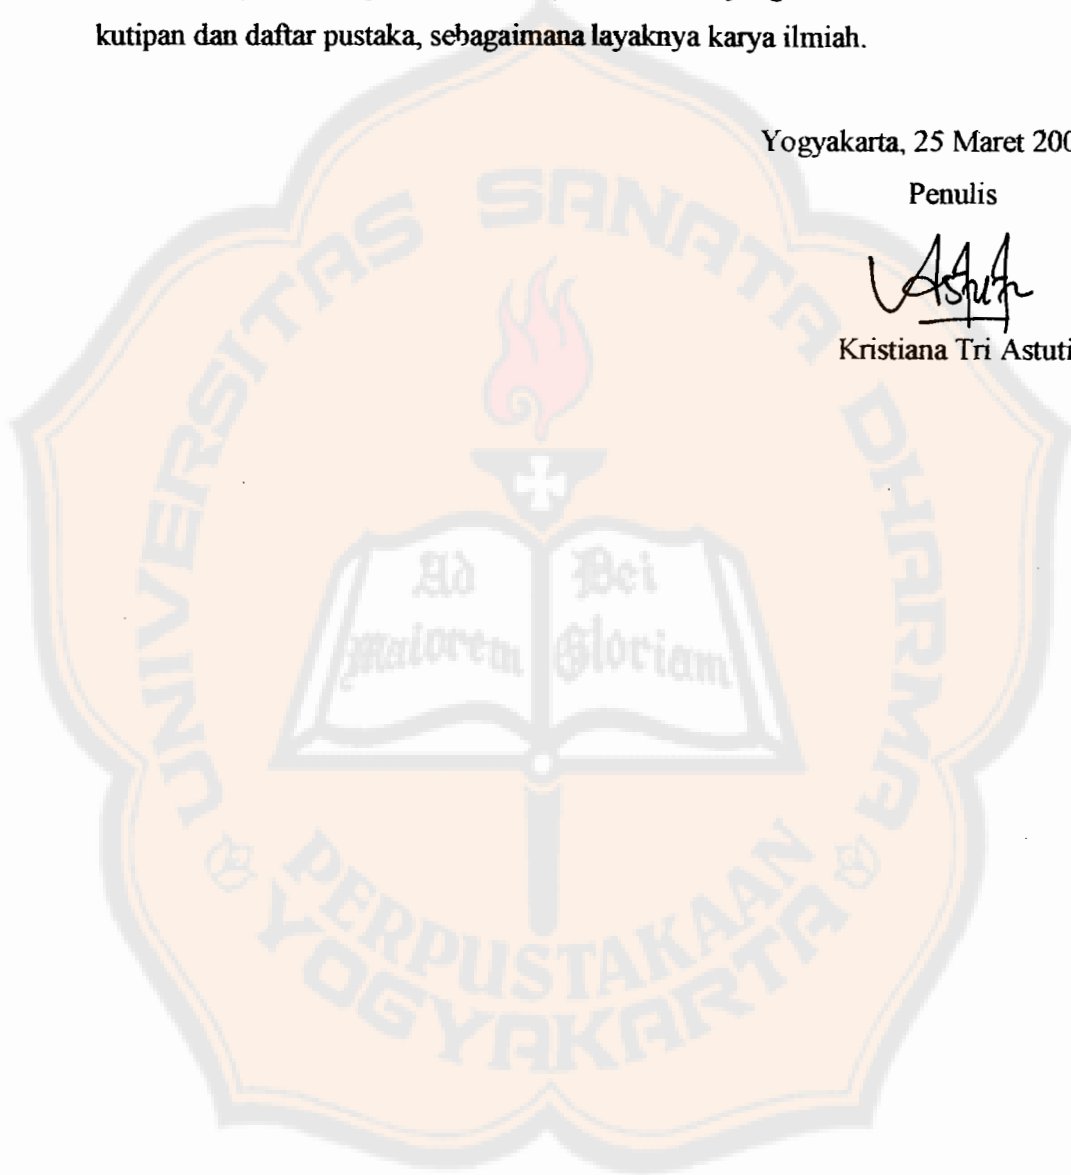 kutipan dan daftar pustaka, sebagaimana layaknya karya ilmiah.
Yogyakarta, 25 Maret 200
Penulis
Astuti
Kristiana Tri Astuti
UNIVERSITAS SANATA DHARMA
Ad Dei
maiorem Gloriam
PERPUSTAKAAN
YOGYAKARTA